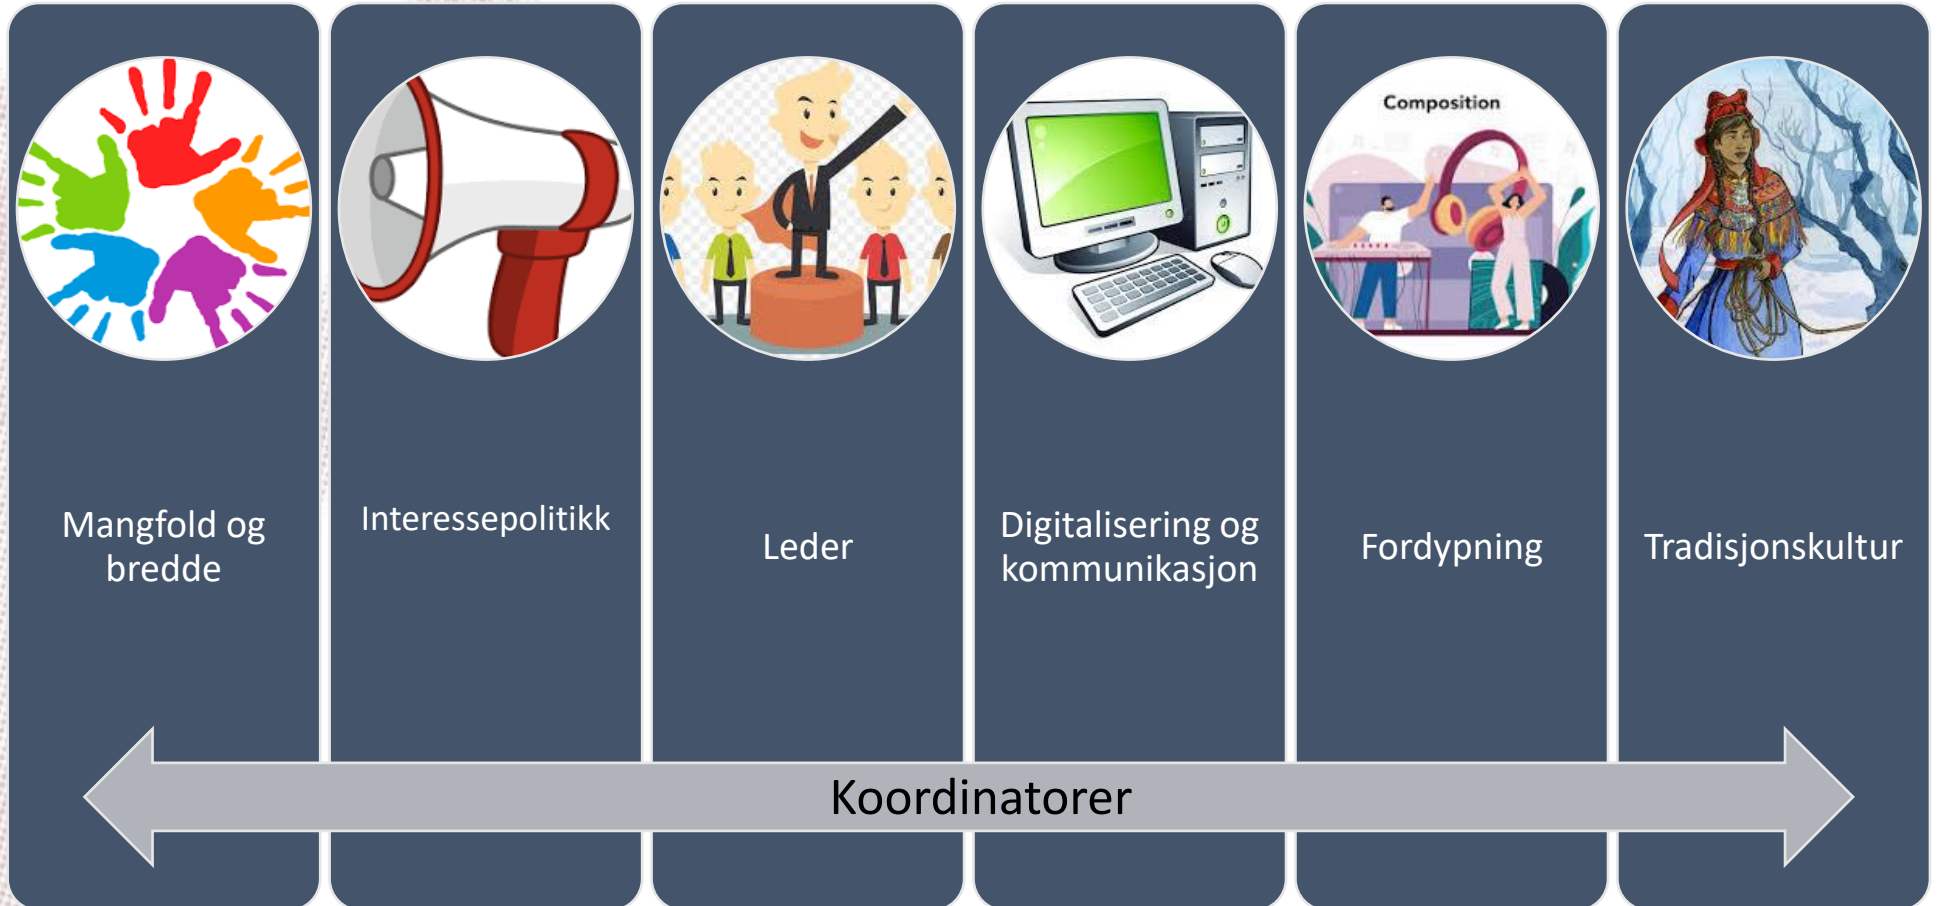 Composition
Mangfold og
bredde
Interessepolitikk
Leder
Digitalisering og
kommunikasjon
Fordypning
Tradisjonskultur
Koordinatorer